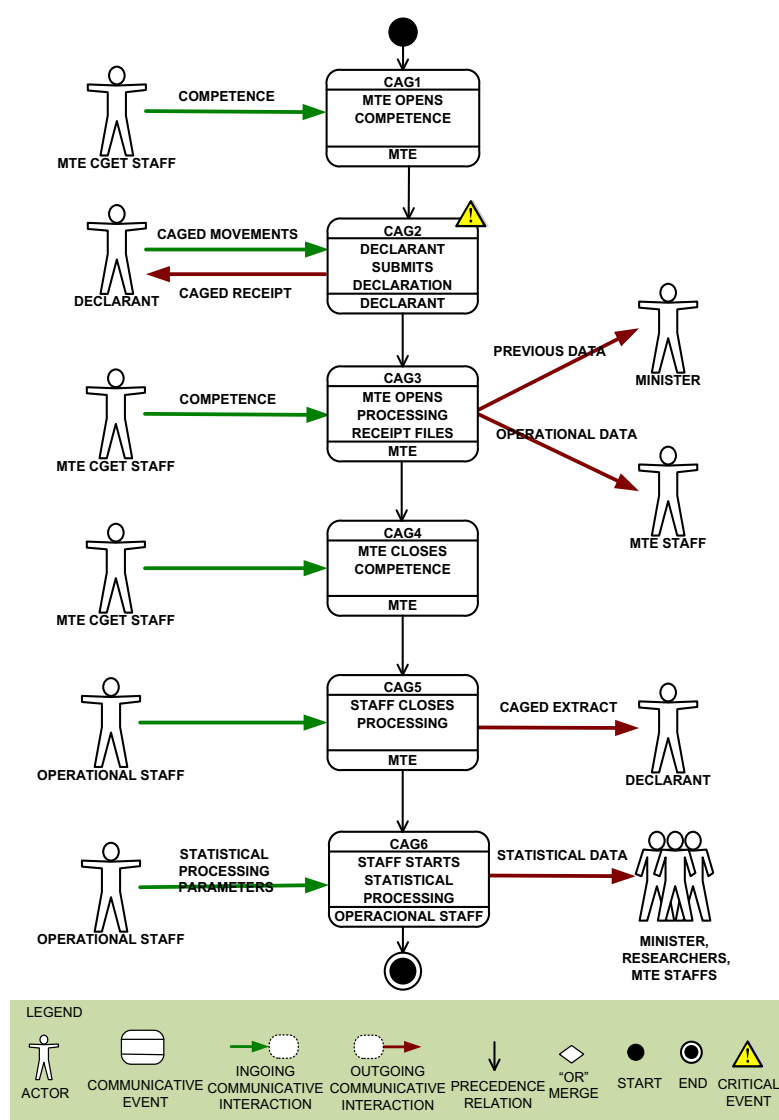 CAG1
MTE OPENS
COMPETENCE
MTE
COMPETENCE
MTE CGET STAFF
CAG2
DECLARANT
SUBMITS
DECLARATION
DECLARANT
CAGED MOVEMENTS
CAGED RECEIPT
DECLARANT
!
CAG3
MTE OPENS
PROCESSING
RECEIPT FILES
MTE
COMPETENCE
MTE CGET STAFF
PREVIOUS DATA
MINISTER
OPERATIONAL DATA
MTE STAFF
CAG4
MTE CLOSES
COMPETENCE
MTE
MTE CGET STAFF
CAG5
STAFF CLOSES
PROCESSING
MTE
OPERATIONAL STAFF
CAGED EXTRACT
DECLARANT
CAG6
STAFF STARTS
STATISTICAL
PROCESSING
OPERACIONAL STAFF
STATISTICAL
PROCESSING
PARAMETERS
OPERATIONAL STAFF
STATISTICAL DATA
MINISTER,
RESEARCHERS,
MTE STAFFS
LEGEND
ACTOR
COMMUNICATIVE
EVENT
INGOING
COMMUNICATIVE
INTERACTION
OUTGOING
COMMUNICATIVE
INTERACTION
PRECEDENCE
RELATION
“OR”
MERGE
START
END
!
CRITICAL
EVENT